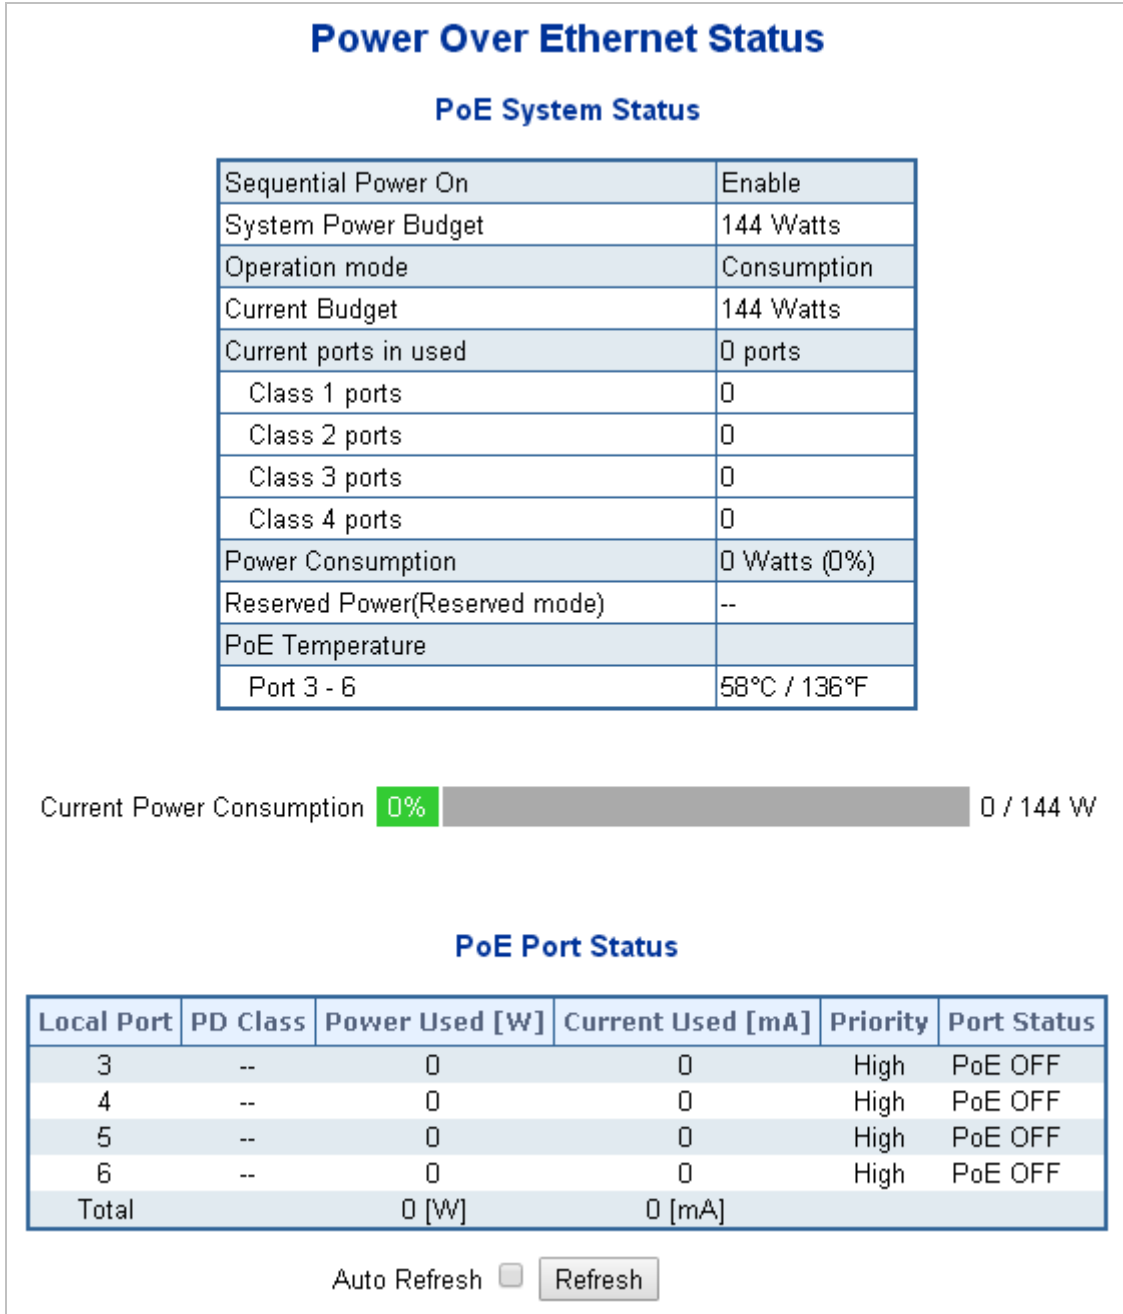 Power Over Ethernet Status
PoE System Status
Sequential Power On Enable
System Power Budget 144 Watts
Operation mode Consumption
Current Budget 144 Watts
Current ports in used 0 ports
Class 1 ports 0
Class 2 ports 0
Class 3 ports 0
Class 4 ports 0
Power Consumption 0 Watts (0%)
Reserved Power(Reserved mode) --
PoE Temperature
Port 3 - 6 58°C / 136°F
Current Power Consumption 0% 0 / 144 W
PoE Port Status
Local Port PD Class Power Used [W] Current Used [mA] Priority Port Status
3 -- 0 0 High PoE OFF
4 -- 0 0 High PoE OFF
5 -- 0 0 High PoE OFF
6 -- 0 0 High PoE OFF
Total 0 [W] 0 [mA]
Auto Refresh Refresh